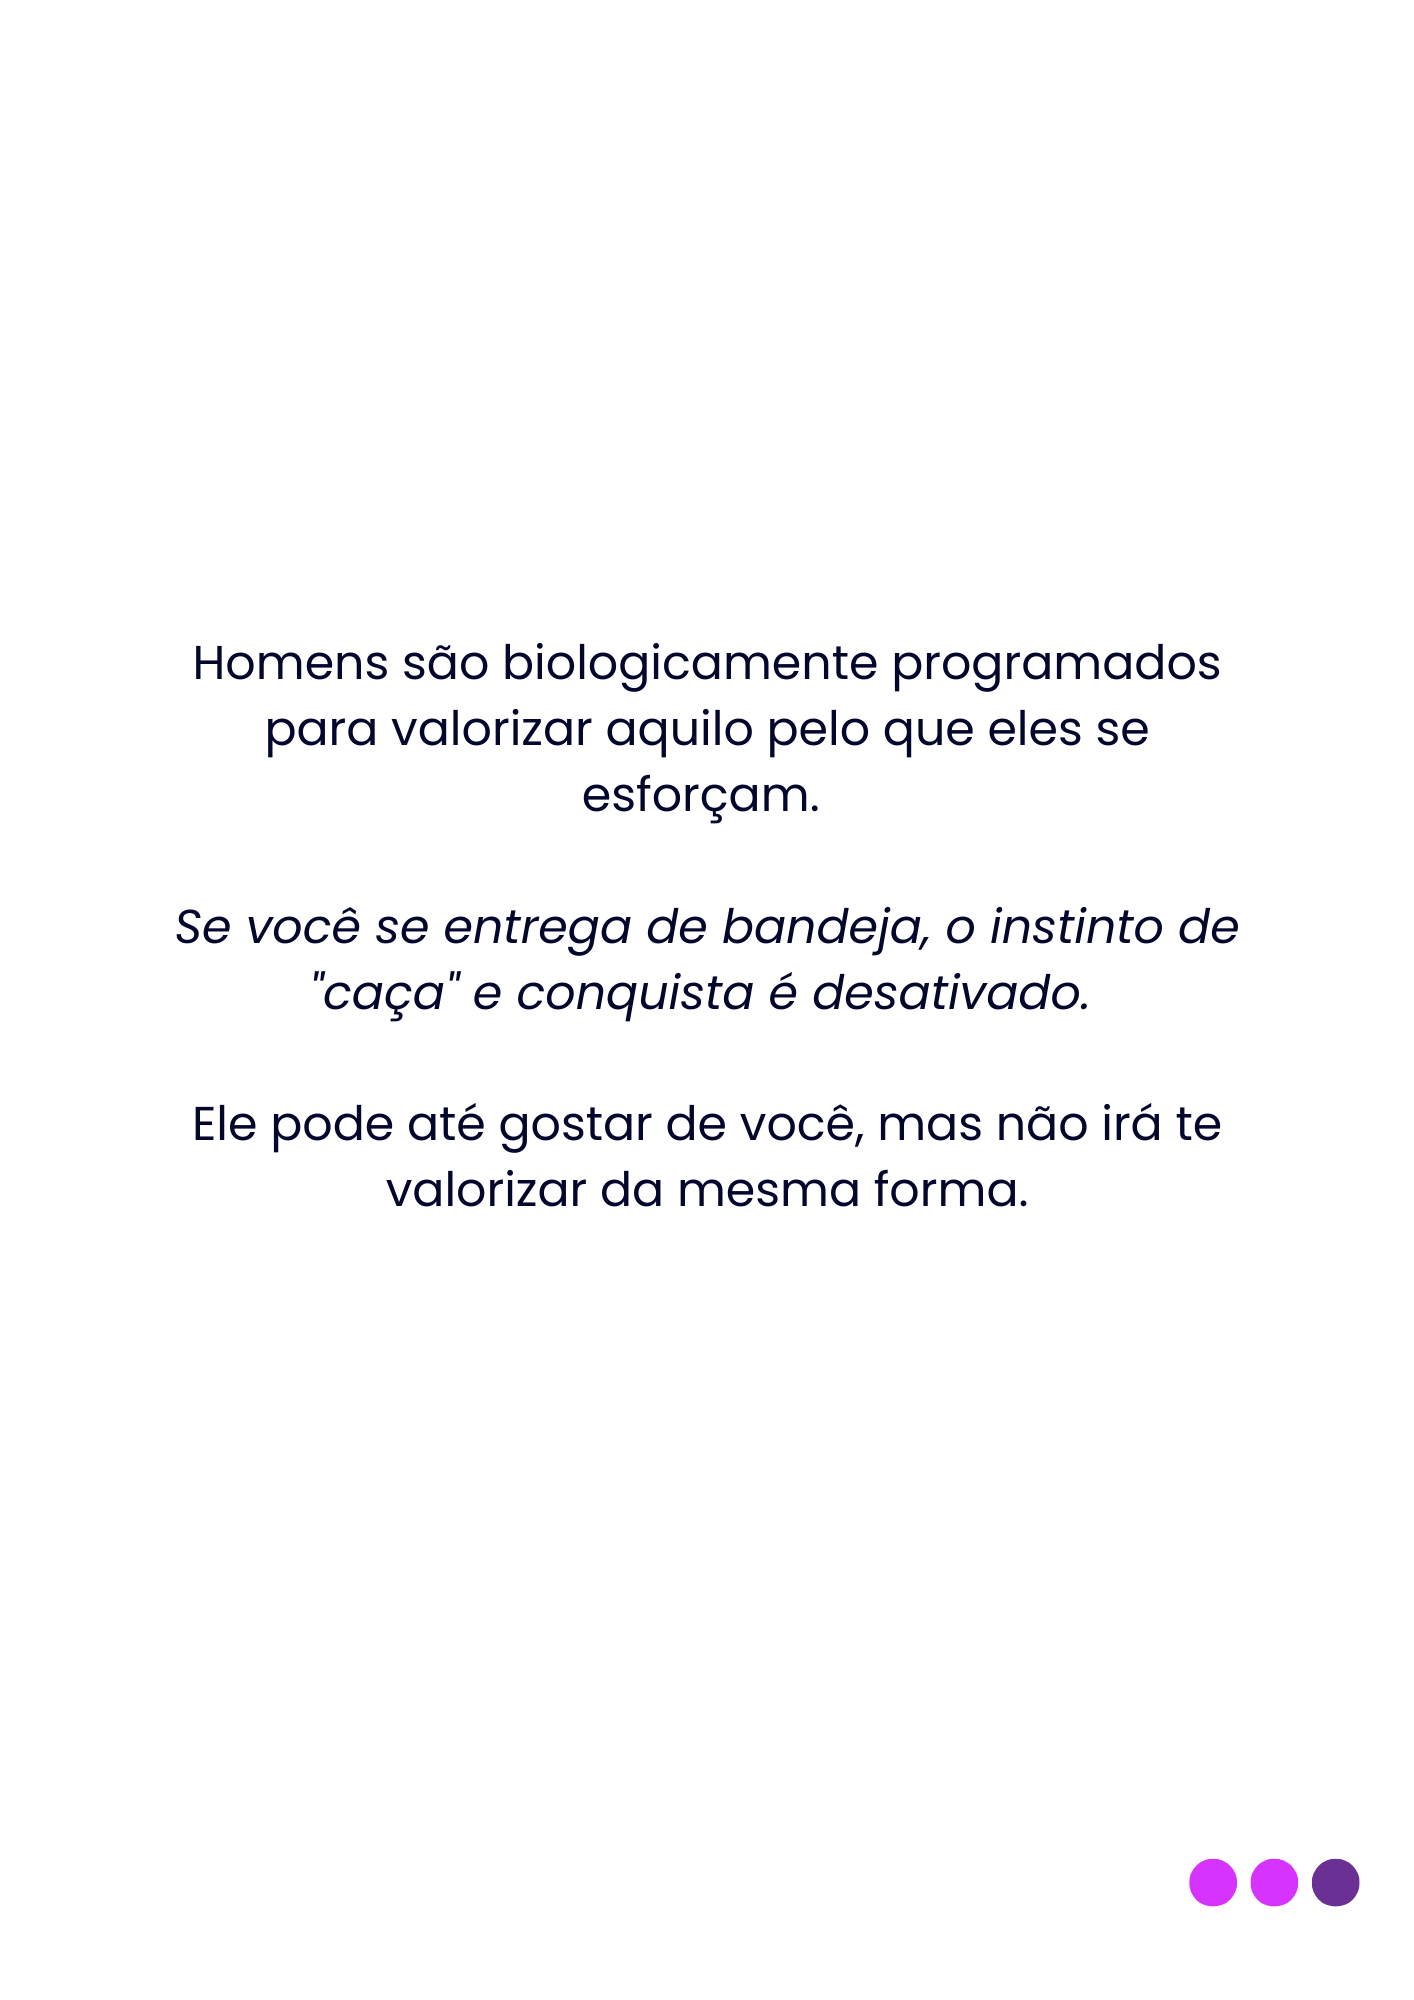 Homens são biologicamente programados
para valorizar aquilo pelo que eles se
esforçam.
Se você se entrega de bandeja, o instinto de
"caça" e conquista é desativado.
Ele pode até gostar de você, mas não irá te
valorizar da mesma forma.